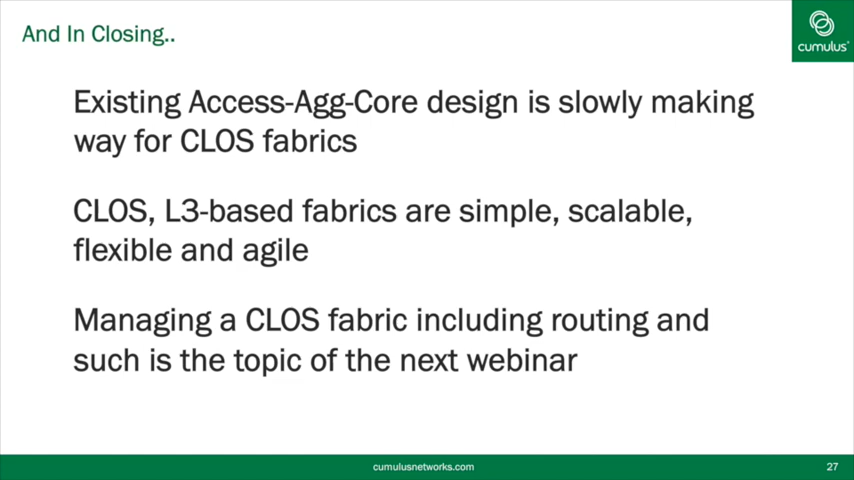 And In Closing..
cumulus®
Existing Access-Agg-Core design is slowly making
way for CLOS fabrics
CLOS, L3-based fabrics are simple, scalable,
flexible and agile
Managing a CLOS fabric including routing and
such is the topic of the next webinar
cumulusnetworks.com
27